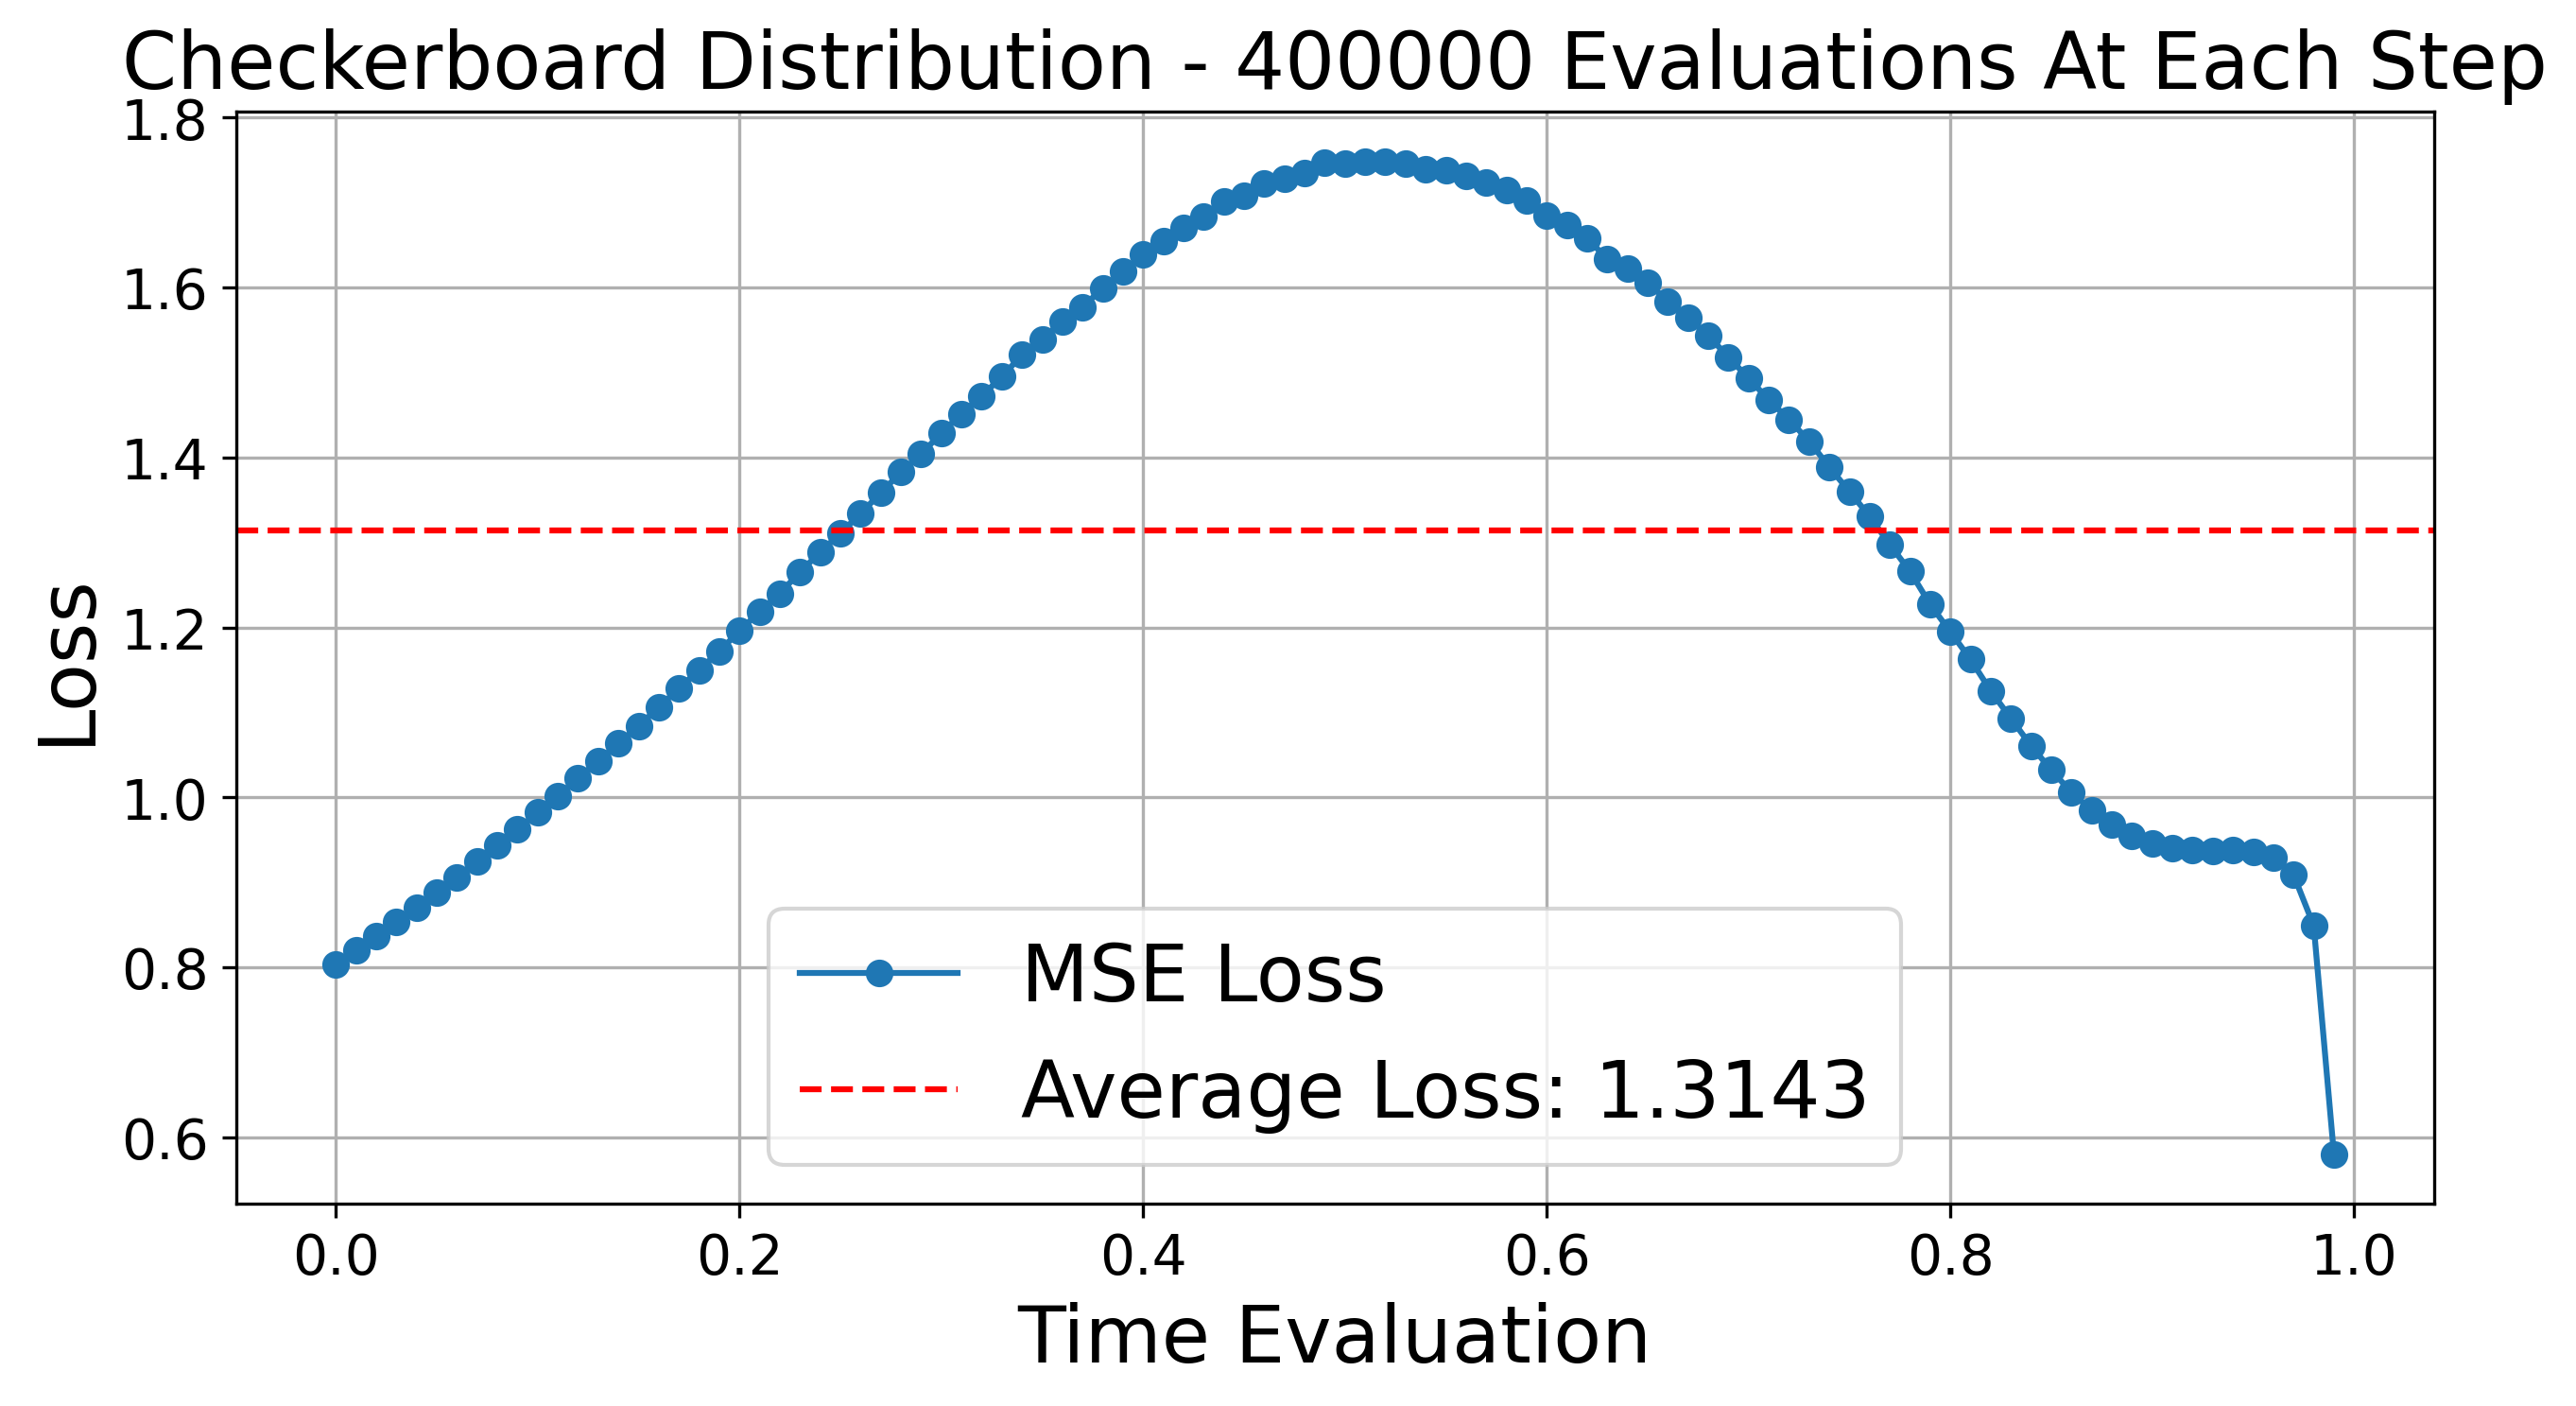 Checkerboard Distribution - 400000 Evaluations At Each Step
1.8
1.6
1.4
1.2
1.0
0.8
0.6
Loss
MSE Loss
Average Loss: 1.3143
0.0 0.2 0.4 0.6 0.8 1.0
Time Evaluation